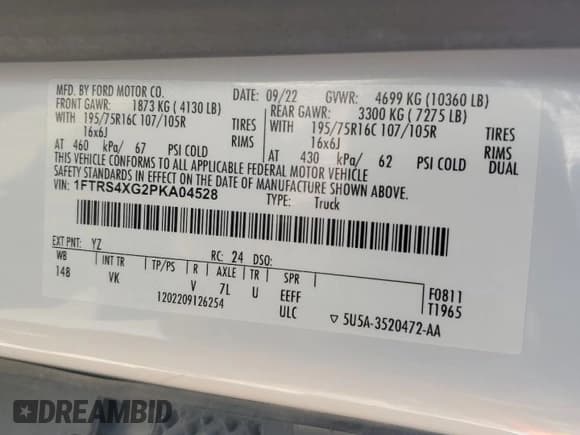 MFD. BY FORD MOTOR CO.
DATE: 09/22 GVWR: 4699 KG (10360 LB)
FRONT GAWR: 1873 KG ( 4130 LB) REAR GAWR: 3300 KG ( 7275 LB)
WITH 195/75R16C 107/105R TIRES WITH 195/75R16C 107/105R TIRES
16x6J RIMS 16x6J RIMS
AT 460 kPa/ 67 PSI COLD AT 430 kPa/ 62 PSI COLD DUAL
THIS VEHICLE CONFORMS TO ALL APPLICABLE FEDERAL MOTOR VEHICLE
SAFETY STANDARDS IN EFFECT ON THE DATE OF MANUFACTURE SHOWN ABOVE.
VIN: 1FTRS4XG2PKA04528
TYPE: Truck
EXT PNT: YZ RC: 24 DSO:
WB INT TR TP/PS R AXLE TR SPR
148 VK V 7L U EEFF
1202209126254 ULC
F0811
T1965
▽ 5U5A-3520472-AA
DREAMBID